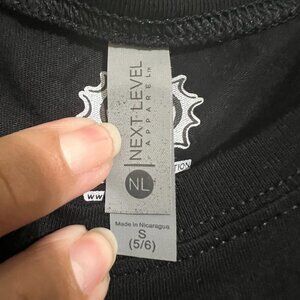 NEXT LEVEL
APPAREL
NL
Made in Nicaragua
S
(5/6)